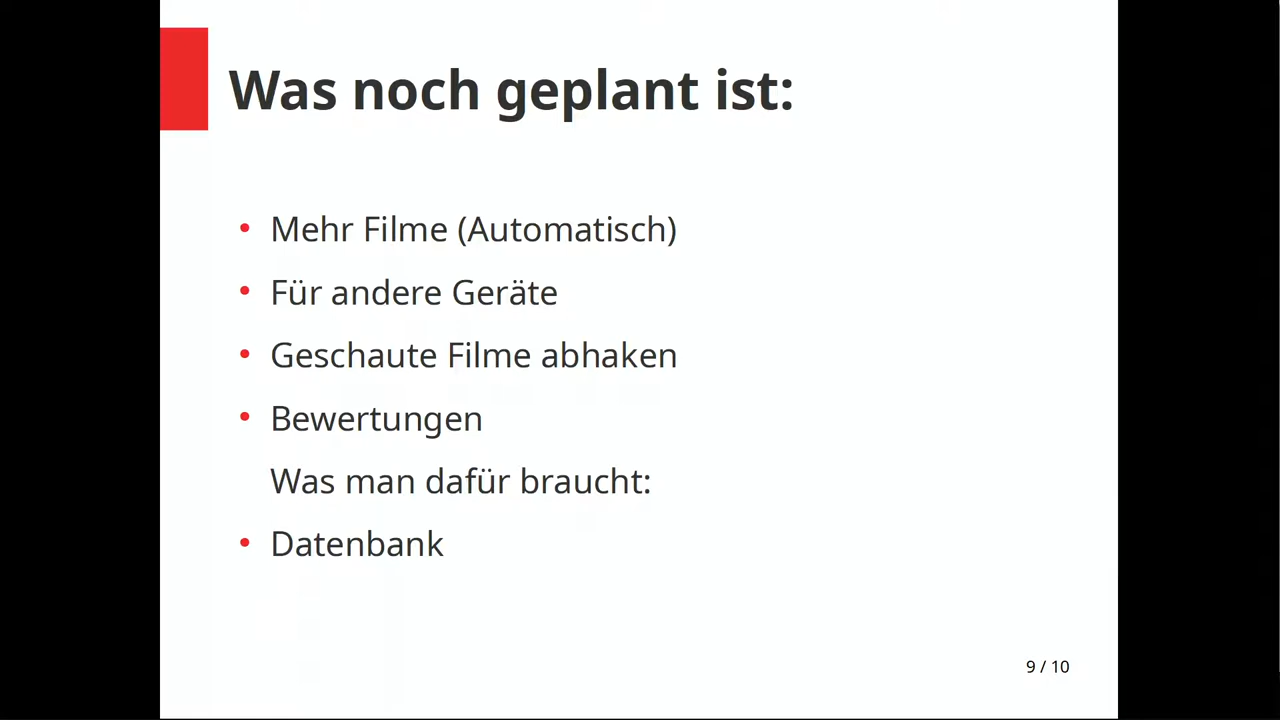 Was noch geplant ist:
• Mehr Filme (Automatisch)
• Für andere Geräte
• Geschaute Filme abhaken
• Bewertungen
Was man dafür braucht:
• Datenbank
9 / 10